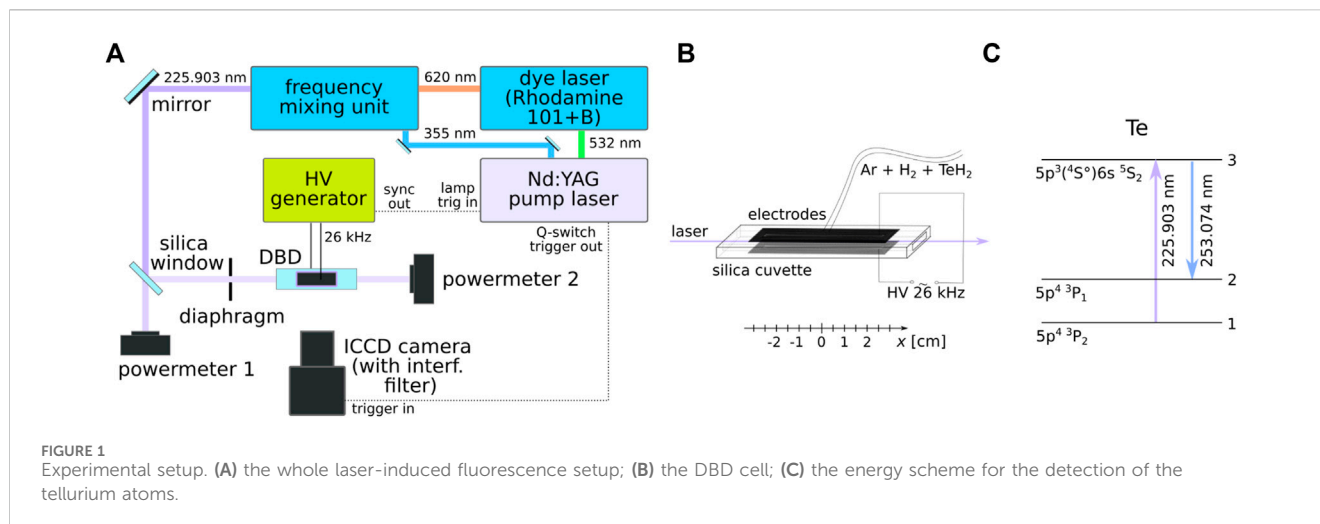 A
225.903 nm
mirror
frequency
mixing unit
620 nm
dye laser
(Rhodamine
101+B)
355 nm
532 nm
HV
generator
sync
out
lamp
trig in
Nd:YAG
pump laser
Q-switch
trigger out
26 kHz
silica
window
DBD
diaphragm
powermeter 2
powermeter 1
ICCD camera
(with interf.
filter)
trigger in
B
Ar + H₂ + TeH₂
electrodes
laser
silica cuvette
HV 26 kHz
~
-2 -1 0 1 2 x [cm]
C
Te
5p³(⁴S°)6s ⁵S₂
3
225.903 nm
253.074 nm
5p⁴ ³P₁
2
5p⁴ ³P₂
1
FIGURE 1
Experimental setup. (A) the whole laser-induced fluorescence setup; (B) the DBD cell; (C) the energy scheme for the detection of the
tellurium atoms.